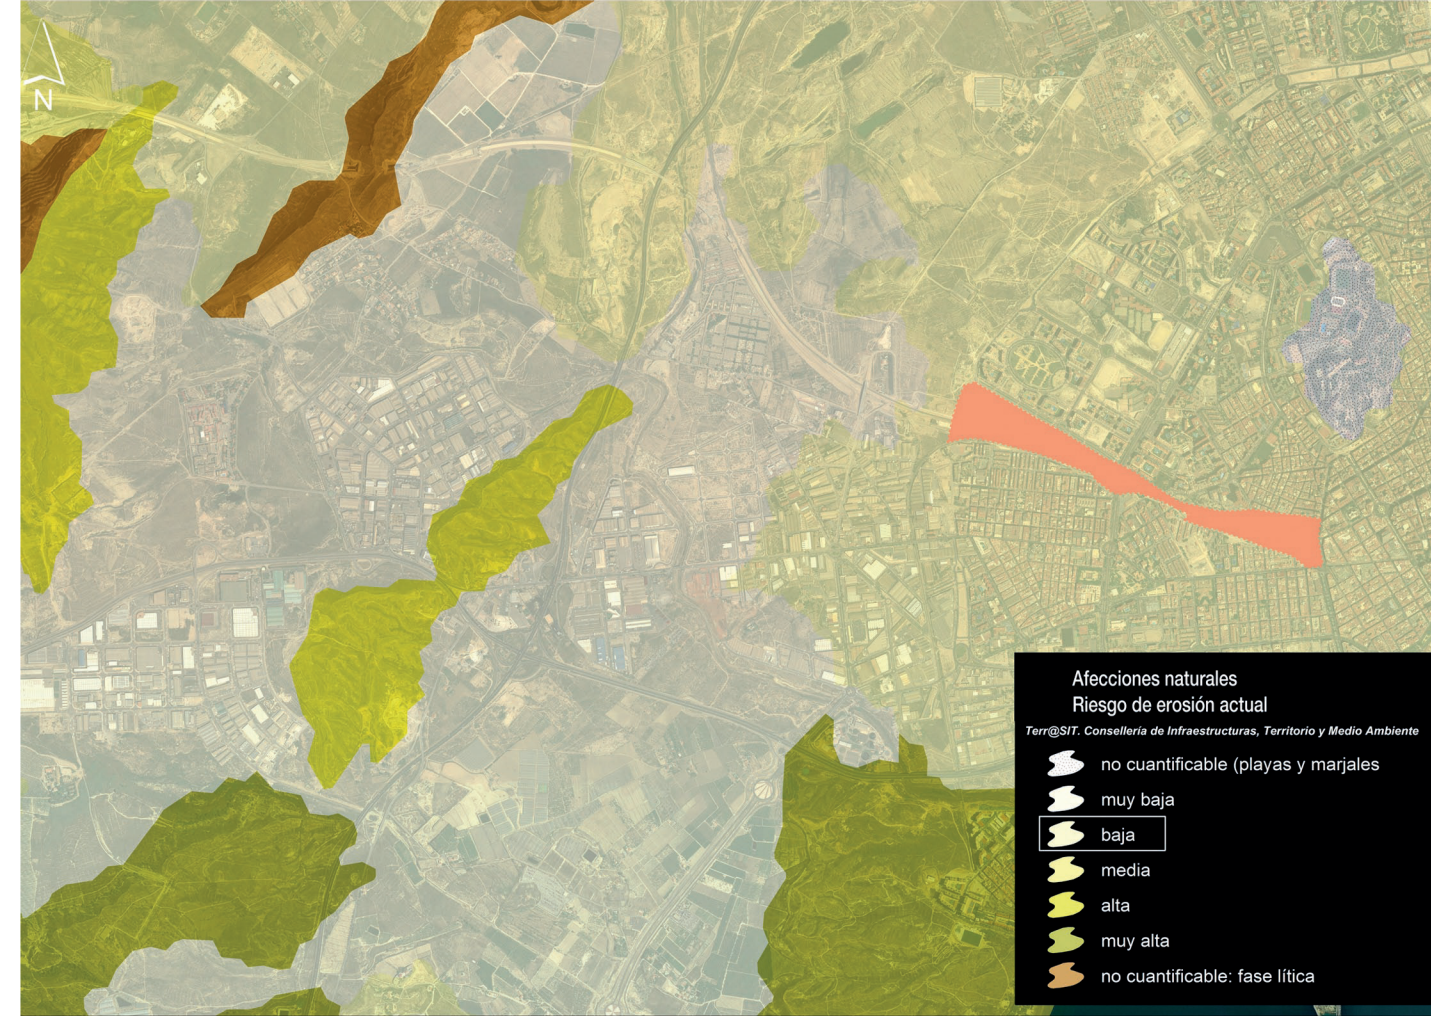 N
Afecciones naturales
Riesgo de erosión actual
Terr@SIT. Consellería de Infraestructuras, Territorio y Medio Ambiente
no cuantificable (playas y marjales
muy baja
baja
media
alta
muy alta
no cuantificable: fase lítica